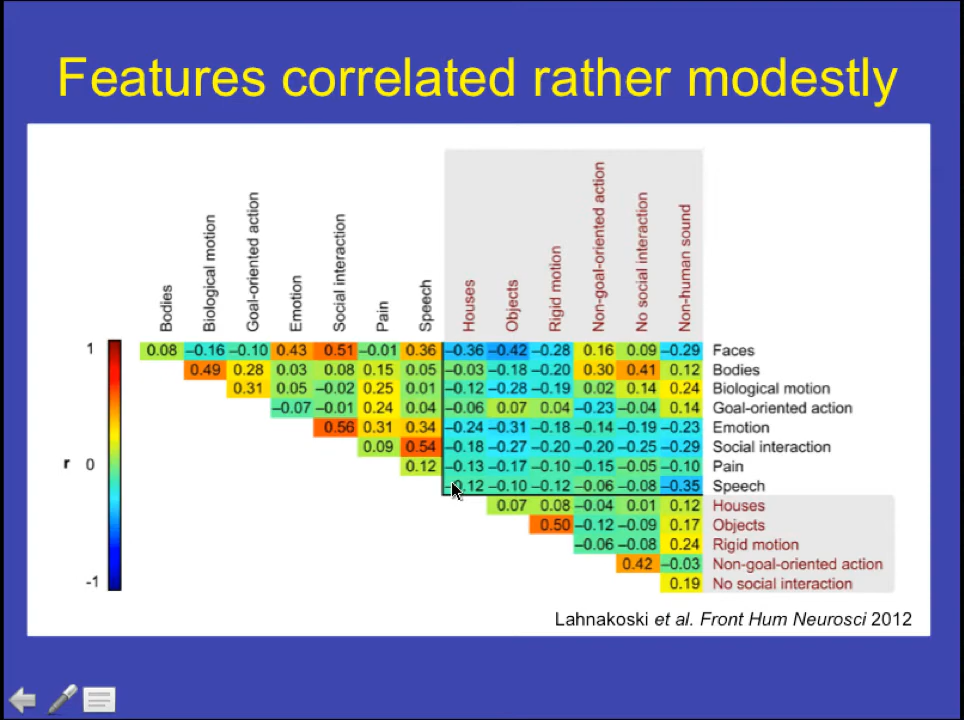 Features correlated rather modestly
Bodies
Biological motion
Goal-oriented action
Emotion
Social interaction
Pain
Speech
Houses
Objects
Rigid motion
Non-goal-oriented action
No social interaction
Non-human sound
1
r 0
-1
0.08 –0.16 –0.10 0.43 0.51 –0.01 0.36 –0.36 –0.42 –0.28 0.16 0.09 –0.29 Faces
0.49 0.28 0.03 0.08 0.15 0.05 –0.03 –0.18 –0.20 0.30 0.41 0.12 Bodies
0.31 0.05 –0.02 0.25 0.01 –0.12 –0.28 –0.19 0.02 0.14 0.24 Biological motion
–0.07 –0.01 0.24 0.04 –0.06 0.07 0.04 –0.23 –0.04 0.14 Goal-oriented action
0.56 0.31 0.34 –0.24 –0.31 –0.18 –0.14 –0.19 –0.23 Emotion
0.09 0.54 –0.18 –0.27 –0.20 –0.20 –0.25 –0.29 Social interaction
0.12 –0.13 –0.17 –0.10 –0.15 –0.05 –0.10 Pain
–0.12 –0.10 –0.12 –0.06 –0.08 –0.35 Speech
0.07 0.08 –0.04 0.01 0.12 Houses
0.50 –0.12 –0.09 0.17 Objects
–0.06 –0.08 0.24 Rigid motion
0.42 –0.03 Non-goal-oriented action
0.19 No social interaction
Lahnakoski et al. Front Hum Neurosci 2012